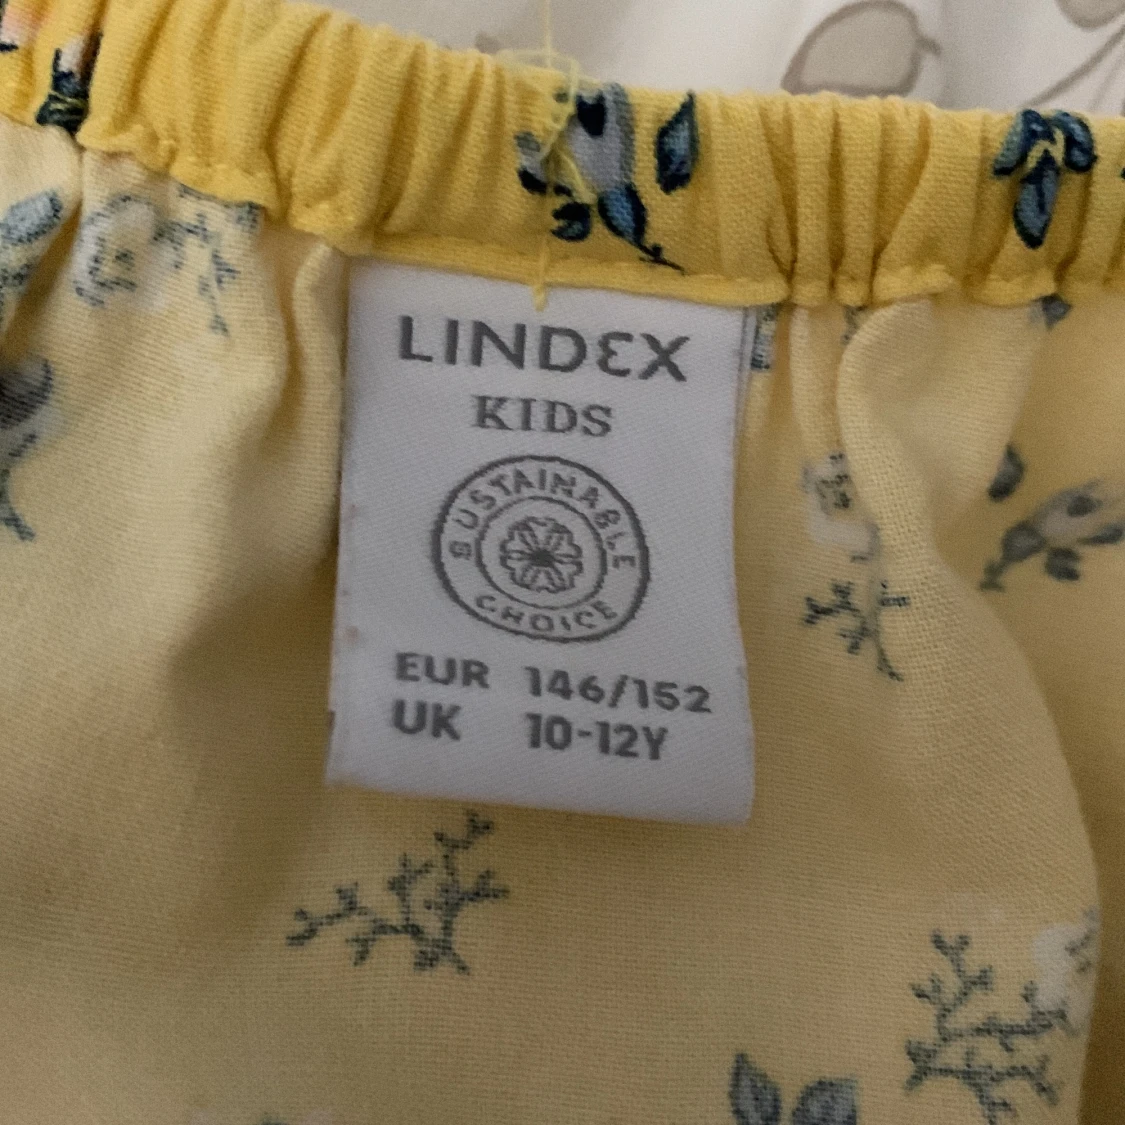 LINDEX
KIDS
SUSTAINABLE
CHOICE
EUR 146/152
UK 10-12Y